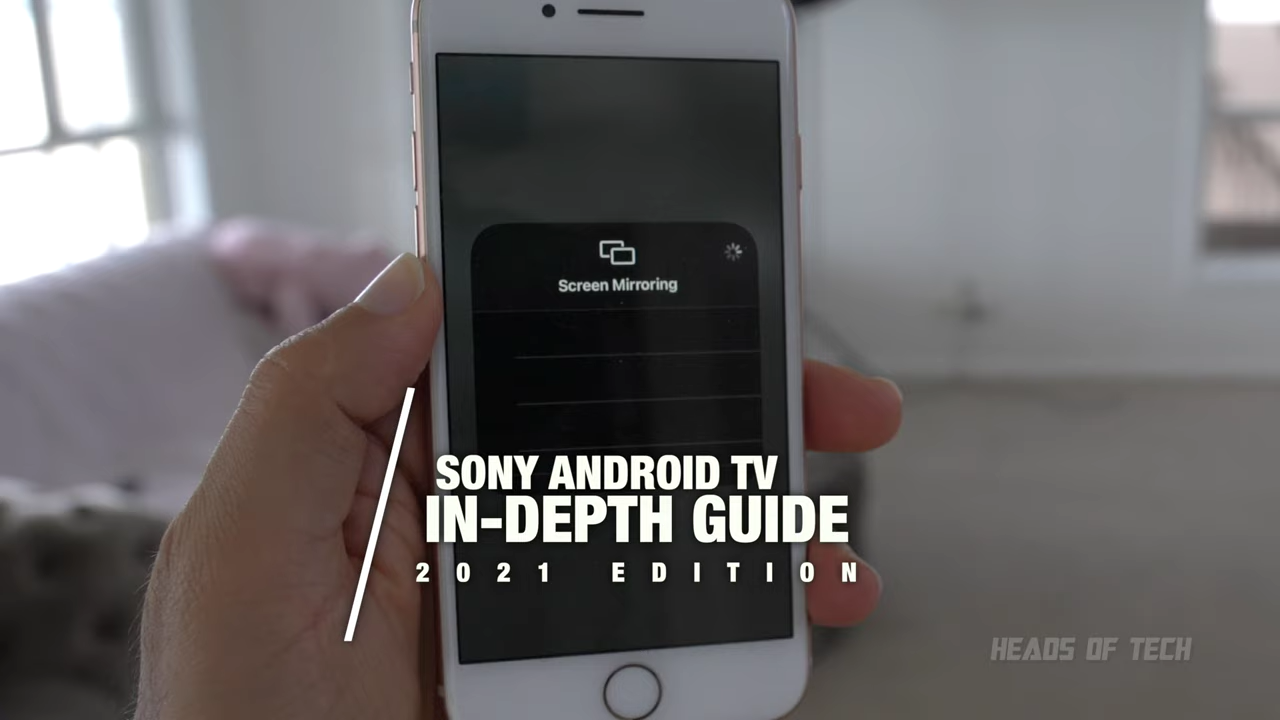 Screen Mirroring
SONY ANDROID TV
IN-DEPTH GUIDE
2021 EDITION
HEADS OF TECH